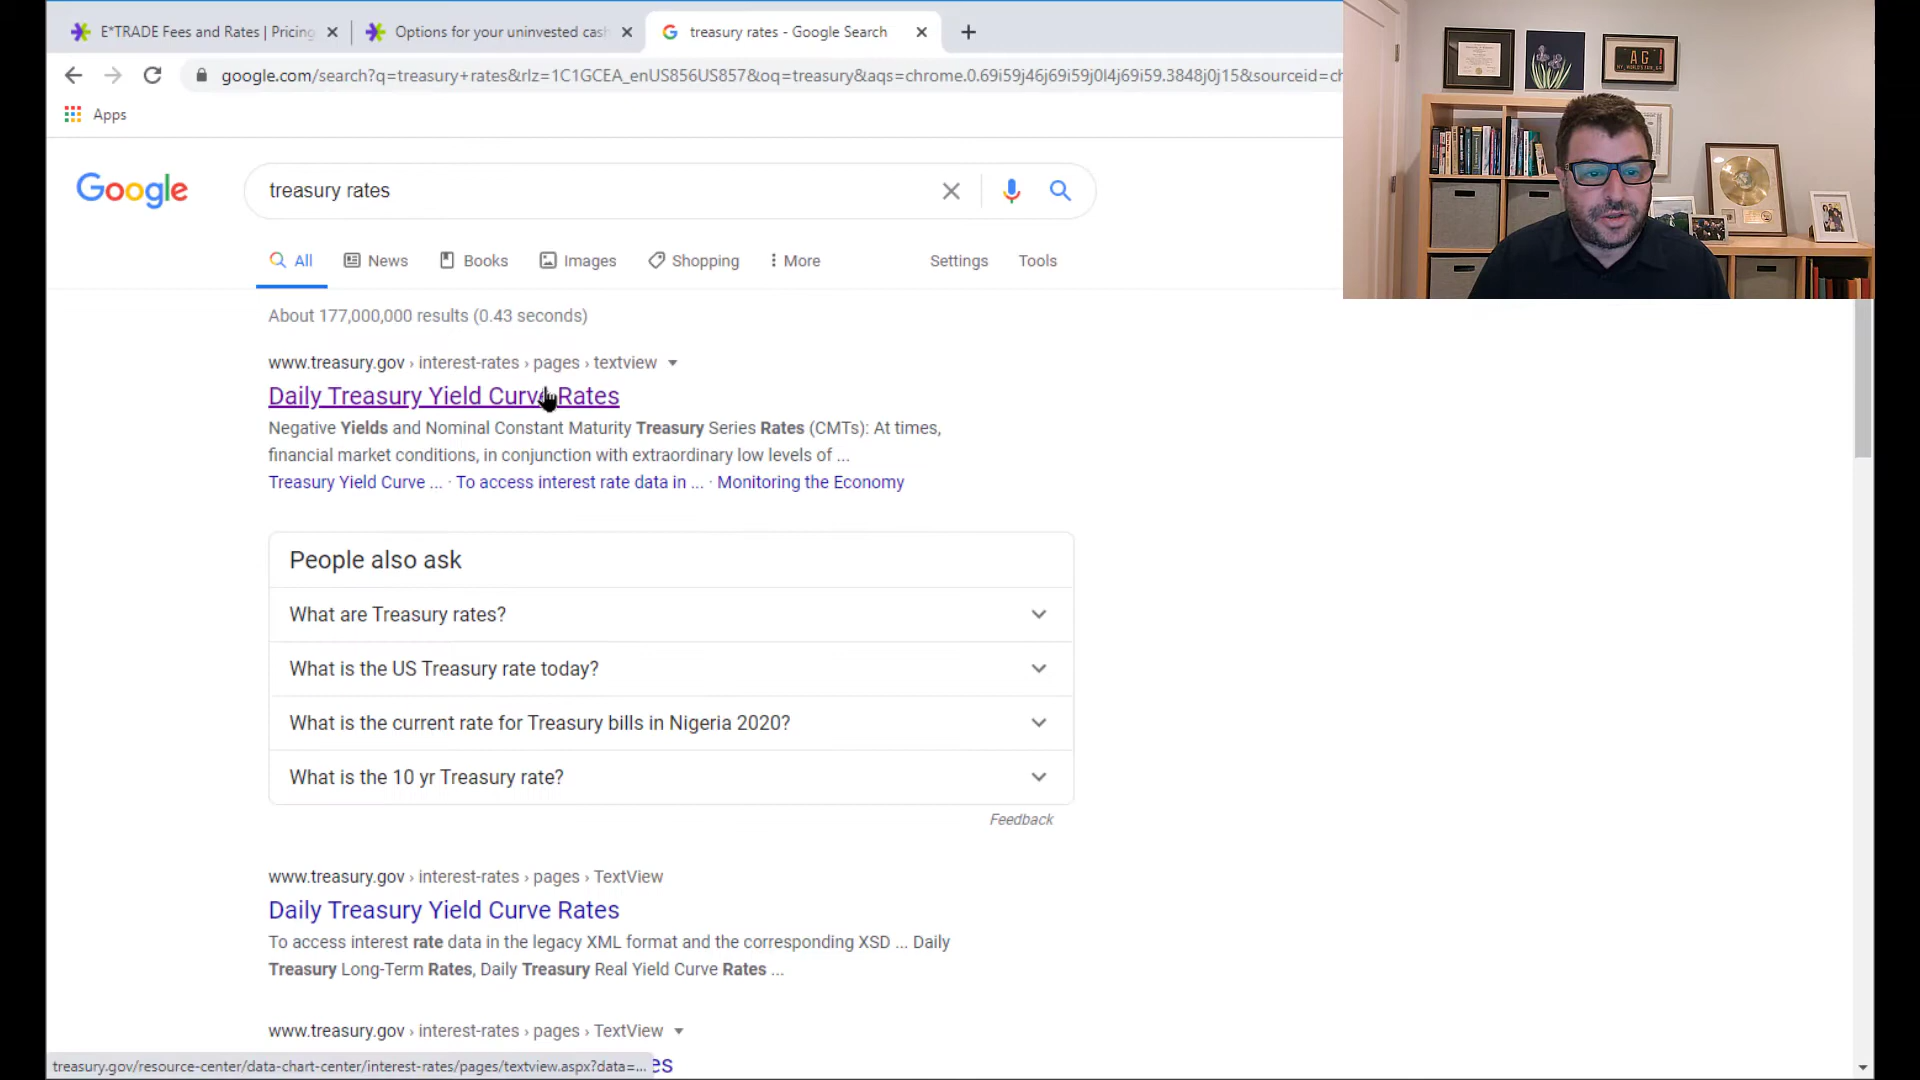 E*TRADE Fees and Rates | Pricing
Options for your uninvested cash
treasury rates - Google Search
google.com/search?q=treasury+rates&rlz=1C1GCEA_enUS856US857&oq=treasury&aqs=chrome.0.69i59j46j69i59j0l4j69i59.3848j0j15&sourceid=ch
Apps
AG 1
Google
treasury rates
All
News
Books
Images
Shopping
More
Settings
Tools
About 177,000,000 results (0.43 seconds)
www.treasury.gov › interest-rates › pages › textview
Daily Treasury Yield Curve Rates
Negative Yields and Nominal Constant Maturity Treasury Series Rates (CMTs): At times,
financial market conditions, in conjunction with extraordinary low levels of ...
Treasury Yield Curve ... · To access interest rate data in ... · Monitoring the Economy
People also ask
What are Treasury rates?
What is the US Treasury rate today?
What is the current rate for Treasury bills in Nigeria 2020?
What is the 10 yr Treasury rate?
Feedback
www.treasury.gov › interest-rates › pages › TextView
Daily Treasury Yield Curve Rates
To access interest rate data in the legacy XML format and the corresponding XSD ... Daily
Treasury Long-Term Rates, Daily Treasury Real Yield Curve Rates ...
www.treasury.gov › interest-rates › pages › TextView
treasury.gov/resource-center/data-chart-center/interest-rates/pages/textview.aspx?data=...